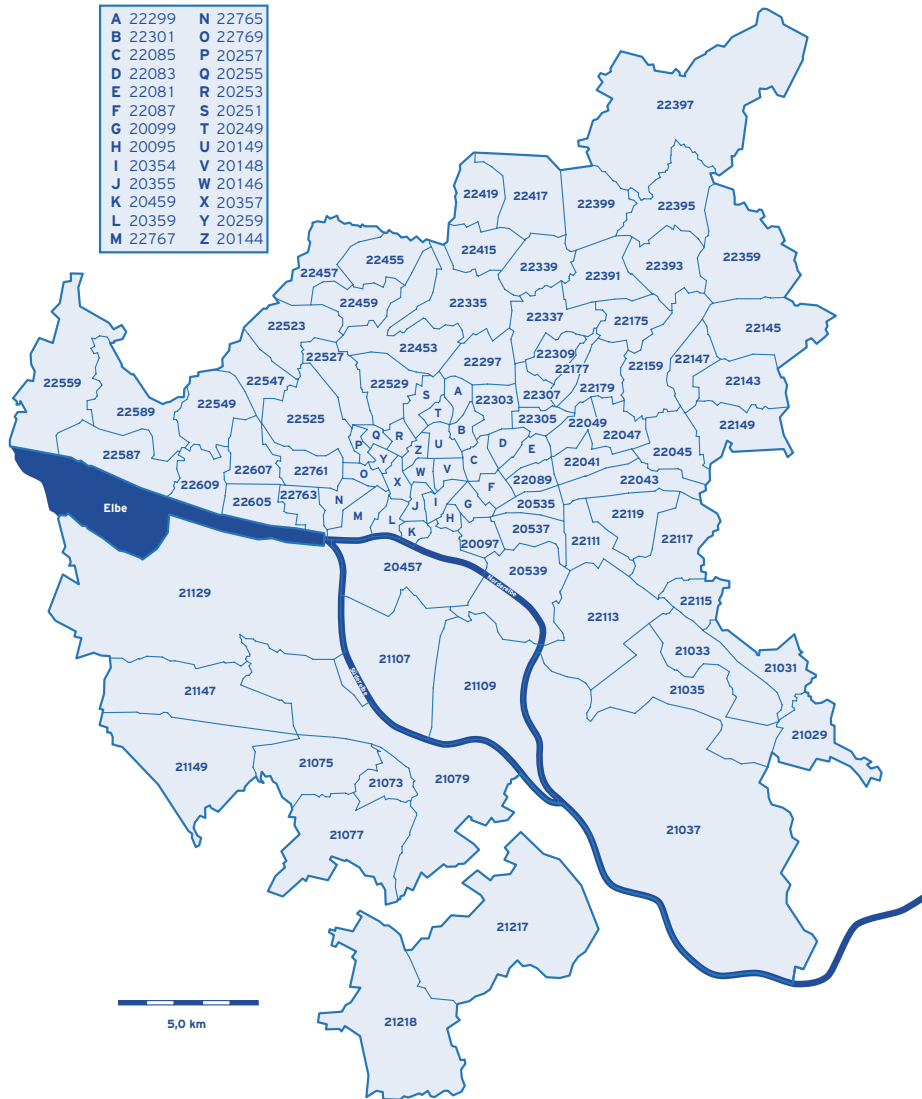 A 22299 N 22765
B 22301 O 22769
C 22085 P 20257
D 22083 Q 20255
E 22081 R 20253
F 22087 S 20251
G 20099 T 20249
H 20095 U 20149
I 20354 V 20148
J 20355 W 20146
K 20459 X 20357
L 20359 Y 20259
M 22767 Z 20144
22397
22419
22417
22399
22395
22415
22455
22457
22339
22391
22393
22359
22459
22335
22523
22337
22175
22145
22527
22453
22309
22297
22177
22159
22147
22143
22559
22547
22529
22179
22589
22549
S
A
22303
22307
22525
T
22305
22049
22047
22149
Q
R
U
B
D
E
22587
P
Z
22045
22609
22607
22761
Y
O
W
V
C
22041
22043
22605
22763
N
X
F
22089
M
J
I
G
20535
22119
L
H
K
20537
22111
22117
Elbe
20097
20457
20539
Norderelbe
21129
22113
22115
21033
21031
21107
21109
21035
Süderelbe
21147
21029
21149
21075
21073
21079
21077
21037
21217
21218
5,0 km